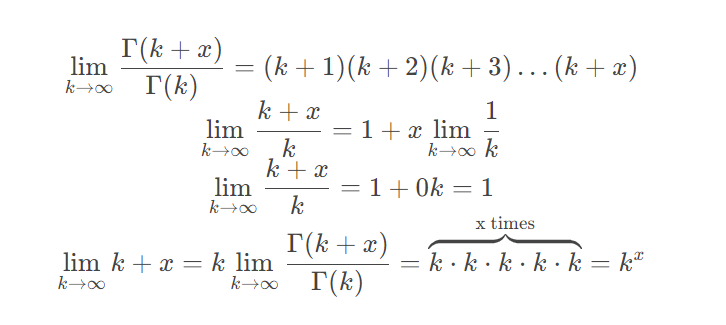 lim_{k→∞} Γ(k + x)/Γ(k) = (k + 1)(k + 2)(k + 3) … (k + x)
lim_{k→∞} (k + x)/k = 1 + x lim_{k→∞} 1/k
lim_{k→∞} (k + x)/k = 1 + 0k = 1
x times
lim_{k→∞} k + x = k lim_{k→∞} Γ(k + x)/Γ(k) = k · k · k · k · k = k^x